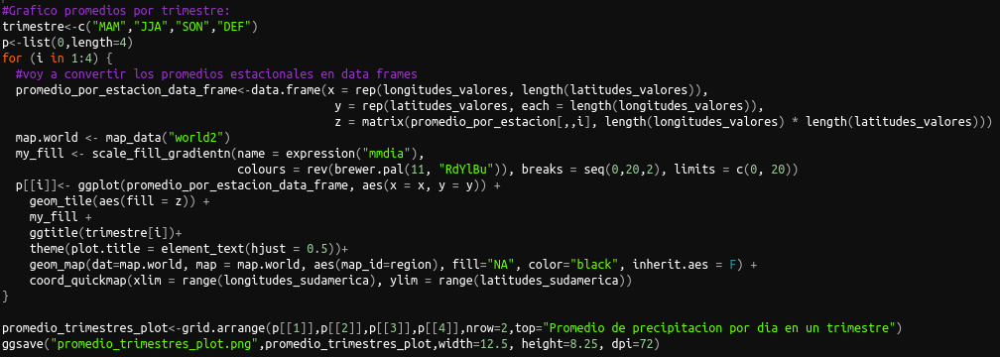 #Grafico promedios por trimestre:
trimestre<-c("MAM","JJA","SON","DEF")
p<-list(0,length=4)
for (i in 1:4) {
  #voy a convertir los promedios estacionales en data frames
  promedio_por_estacion_data_frame<-data.frame(x = rep(longitudes_valores, length(latitudes_valores)),
                                               y = rep(latitudes_valores, each = length(longitudes_valores)),
                                               z = matrix(promedio_por_estacion[,,i], length(longitudes_valores) * length(latitudes_valores)))
  map.world <- map_data("world2")
  my_fill <- scale_fill_gradientn(name = expression("mmdia"),
                                  colours = rev(brewer.pal(11, "RdYlBu")), breaks = seq(0,20,2), limits = c(0, 20))
  p[[i]]<- ggplot(promedio_por_estacion_data_frame, aes(x = x, y = y)) +
    geom_tile(aes(fill = z)) +
    my_fill +
    ggtitle(trimestre[i])+
    theme(plot.title = element_text(hjust = 0.5))+
    geom_map(dat=map.world, map = map.world, aes(map_id=region), fill="NA", color="black", inherit.aes = F) +
    coord_quickmap(xlim = range(longitudes_sudamerica), ylim = range(latitudes_sudamerica))
}
promedio_trimestres_plot<-grid.arrange(p[[1]],p[[2]],p[[3]],p[[4]],nrow=2,top="Promedio de precipitacion por dia en un trimestre")
ggsave("promedio_trimestres_plot.png",promedio_trimestres_plot,width=12.5, height=8.25, dpi=72)